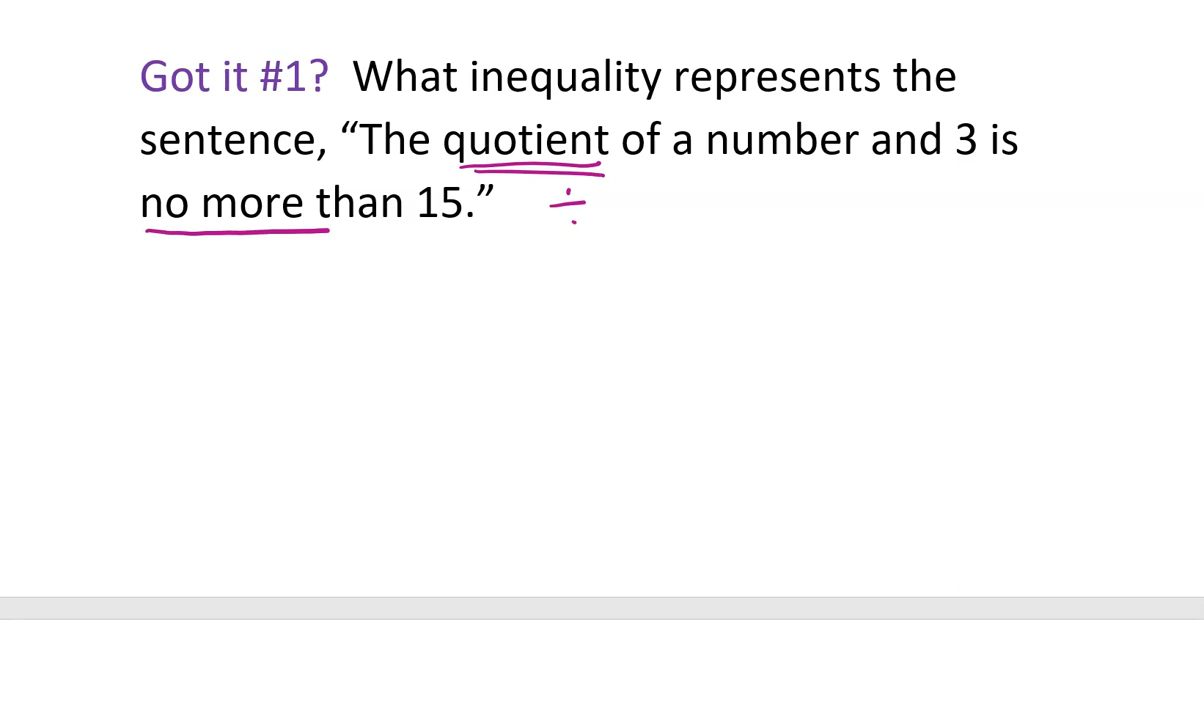 Got it #1? What inequality represents the
sentence, “The quotient of a number and 3 is
no more than 15.” ÷